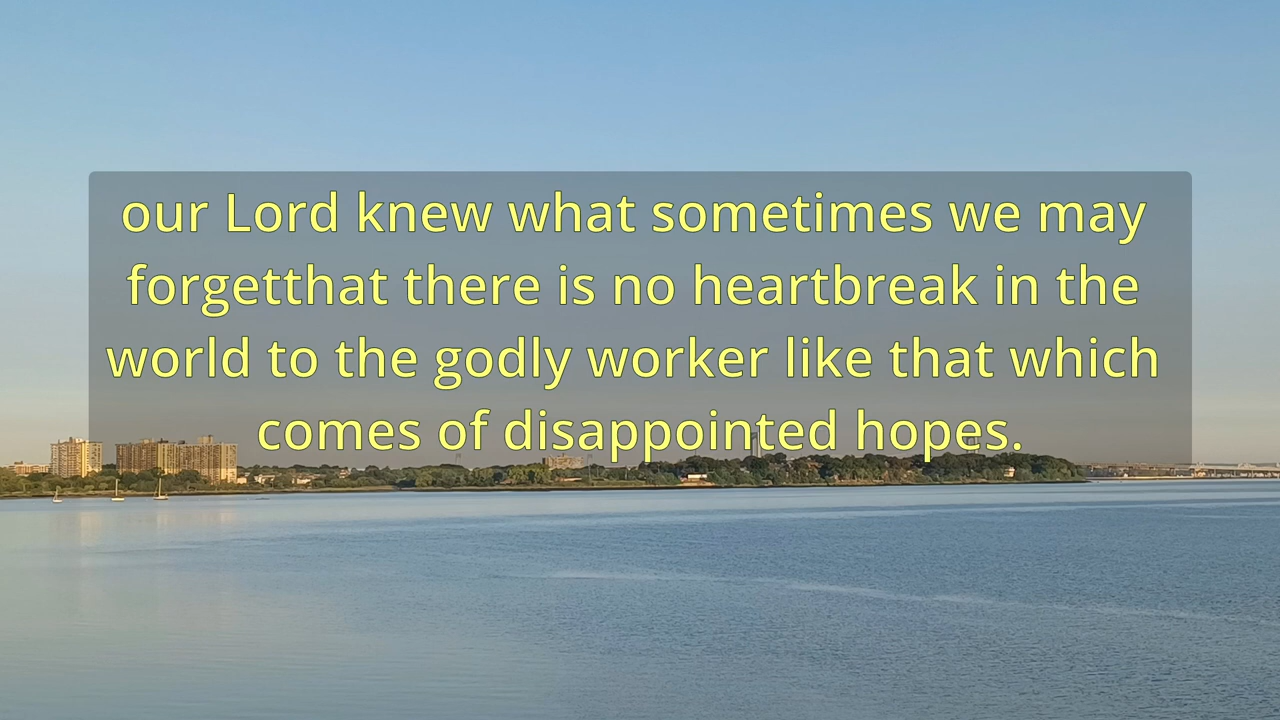 our Lord knew what sometimes we may
forgetthat there is no heartbreak in the
world to the godly worker like that which
comes of disappointed hopes.